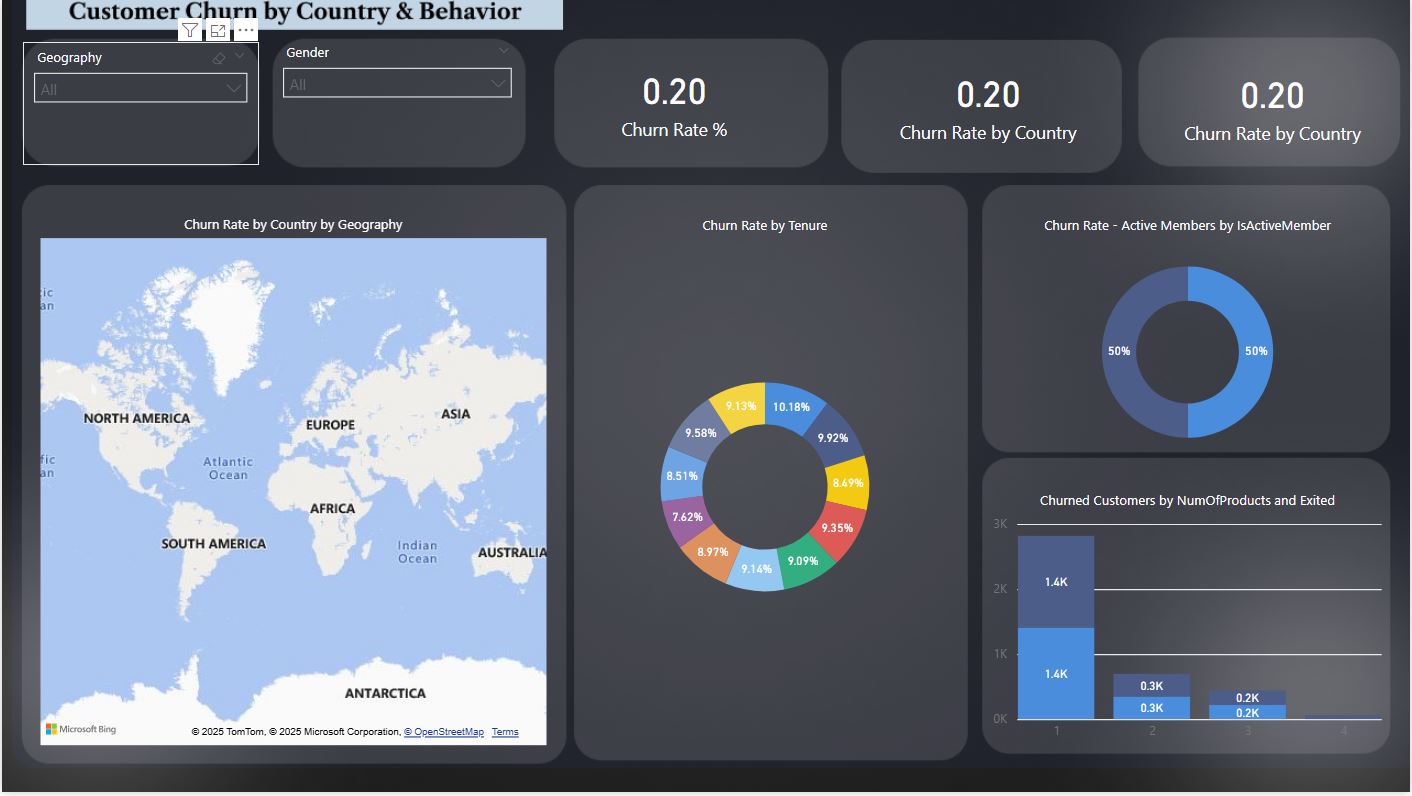 Customer Churn by Country & Behavior
Geography
All
Gender
All
0.20
Churn Rate %
0.20
Churn Rate by Country
0.20
Churn Rate by Country
Churn Rate by Country by Geography
ic
an
NORTH AMERICA
EUROPE
ASIA
fic
an
Atlantic
Ocean
AFRICA
SOUTH AMERICA
Indian
Ocean
AUSTRALIA
ANTARCTICA
Microsoft Bing
© 2025 TomTom, © 2025 Microsoft Corporation, © OpenStreetMap Terms
Churn Rate by Tenure
10.18%
9.92%
8.49%
9.35%
9.09%
9.14%
8.97%
7.62%
8.51%
9.58%
9.13%
Churn Rate - Active Members by IsActiveMember
50%
50%
Churned Customers by NumOfProducts and Exited
3K
2K
1K
0K
1.4K
1.4K
0.3K
0.3K
0.2K
0.2K
1 2 3 4